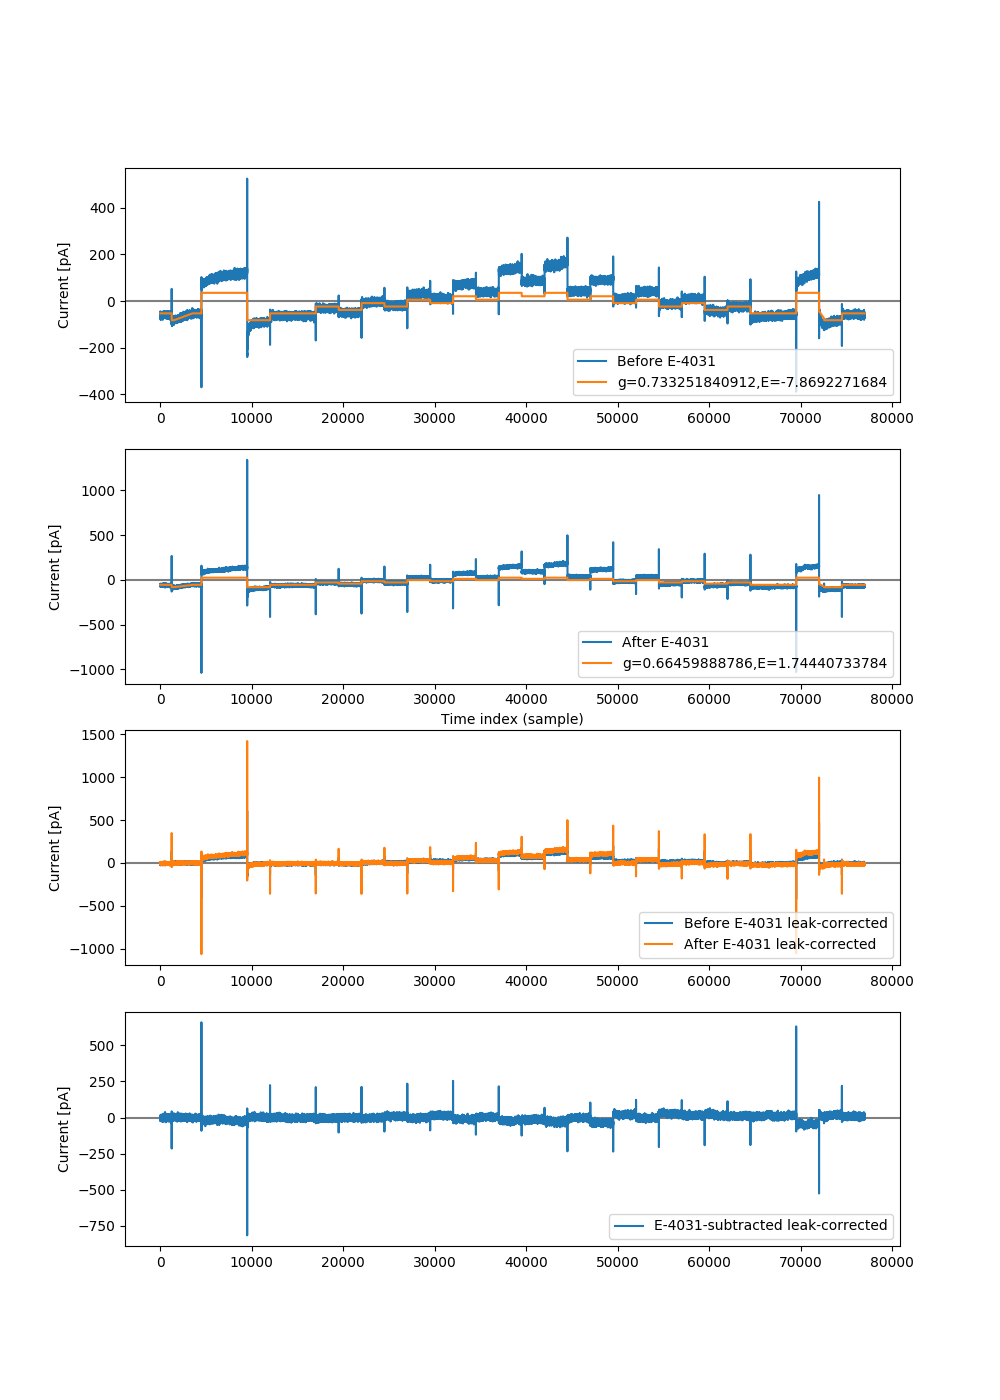 400
200
0
−200
−400
Current [pA]
Before E-4031
g=0.733251840912,E=-7.8692271684
0 10000 20000 30000 40000 50000 60000 70000 80000
1000
500
0
−500
−1000
Current [pA]
After E-4031
g=0.66459888786,E=1.74440733784
0 10000 20000 30000 40000 50000 60000 70000 80000
Time index (sample)
1500
1000
500
0
−500
−1000
Current [pA]
Before E-4031 leak-corrected
After E-4031 leak-corrected
0 10000 20000 30000 40000 50000 60000 70000 80000
500
250
0
−250
−500
−750
Current [pA]
E-4031-subtracted leak-corrected
0 10000 20000 30000 40000 50000 60000 70000 80000